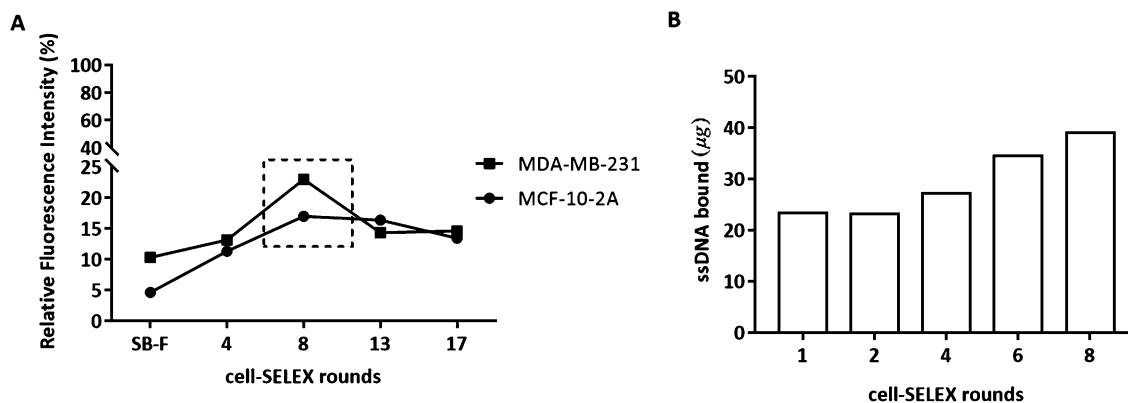 A
Relative Fluorescence Intensity (%)
100
80
60
40
25
20
15
10
5
0
SB-F 4 8 13 17
cell-SELEX rounds
MDA-MB-231
MCF-10-2A
B
ssDNA bound (μg)
50
40
30
20
10
0
1 2 4 6 8
cell-SELEX rounds